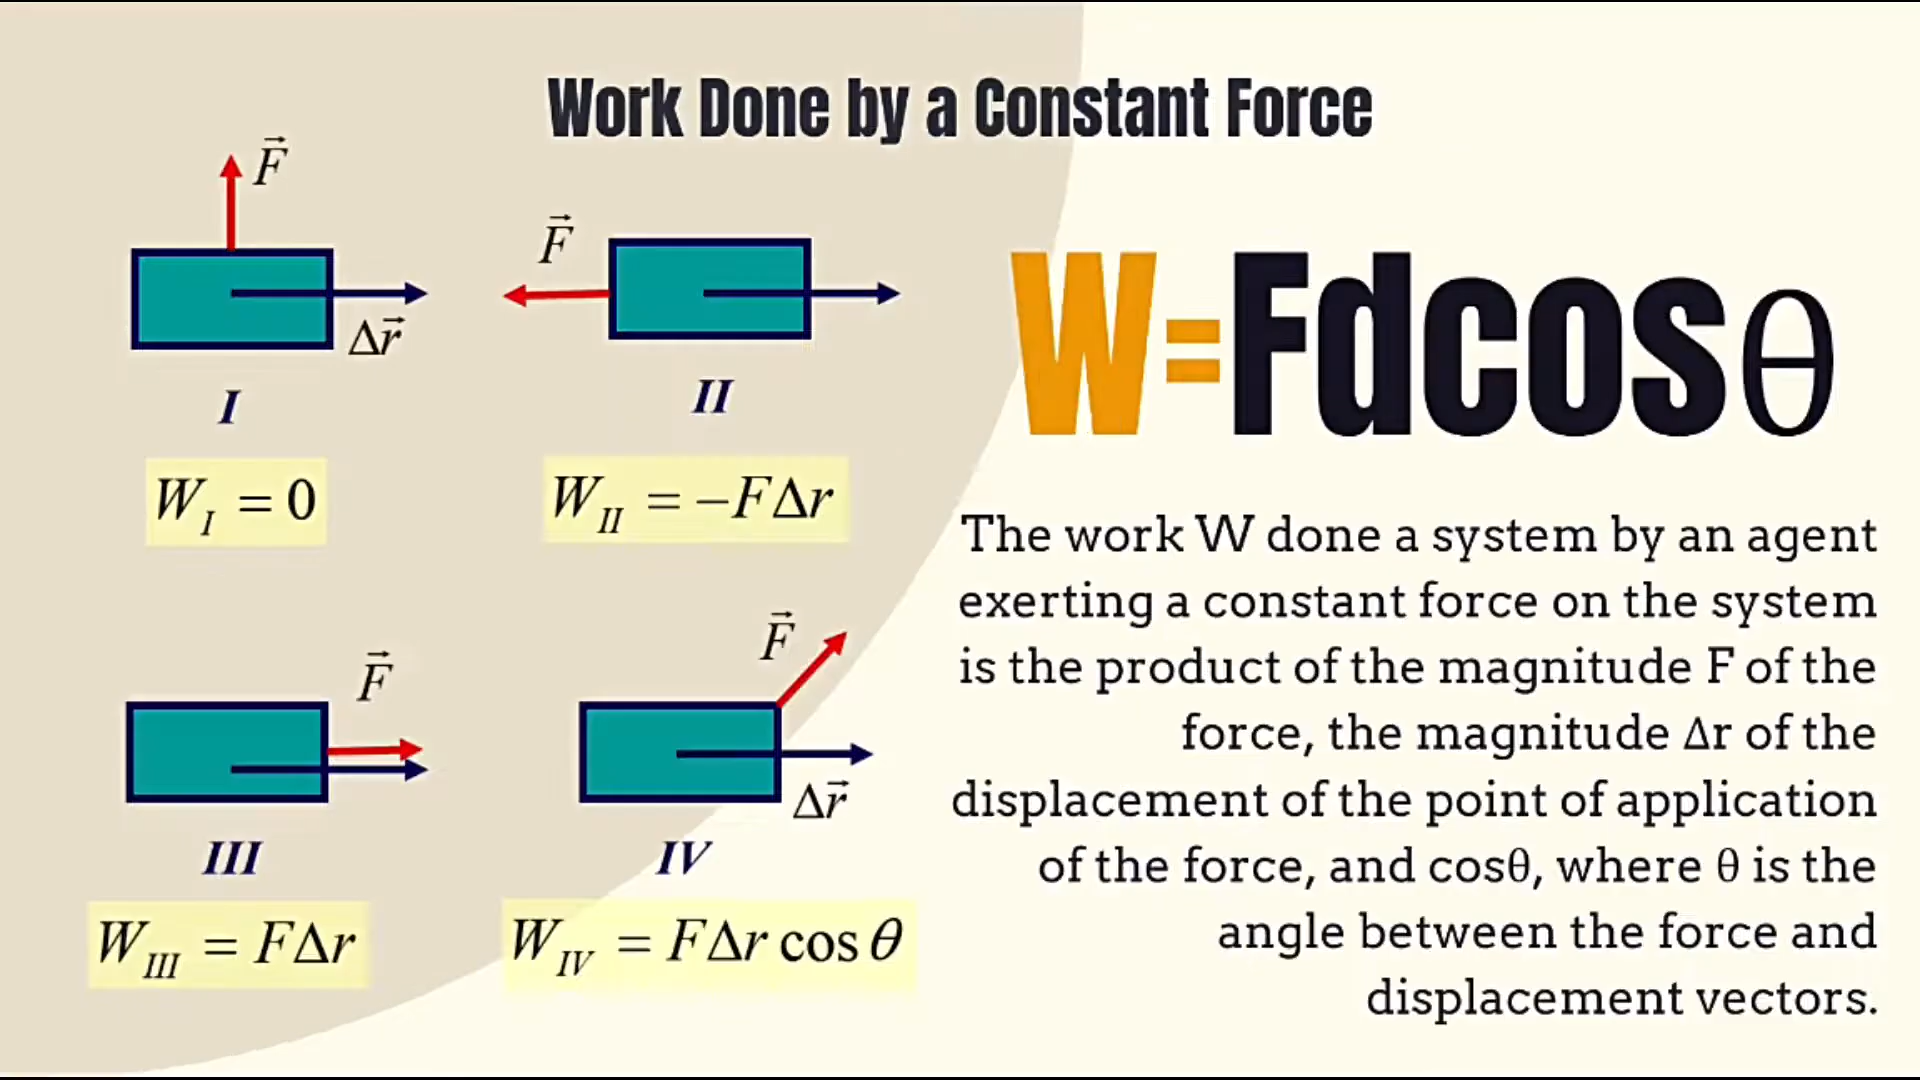 Work Done by a Constant Force
F⃗
Δr⃗
I
W_I = 0
F⃗
II
W_II = −FΔr
F⃗
III
W_III = FΔr
F⃗
Δr⃗
IV
W_IV = FΔr cos θ
W=Fdcosθ
The work W done a system by an agent
exerting a constant force on the system
is the product of the magnitude F of the
force, the magnitude Δr of the
displacement of the point of application
of the force, and cosθ, where θ is the
angle between the force and
displacement vectors.